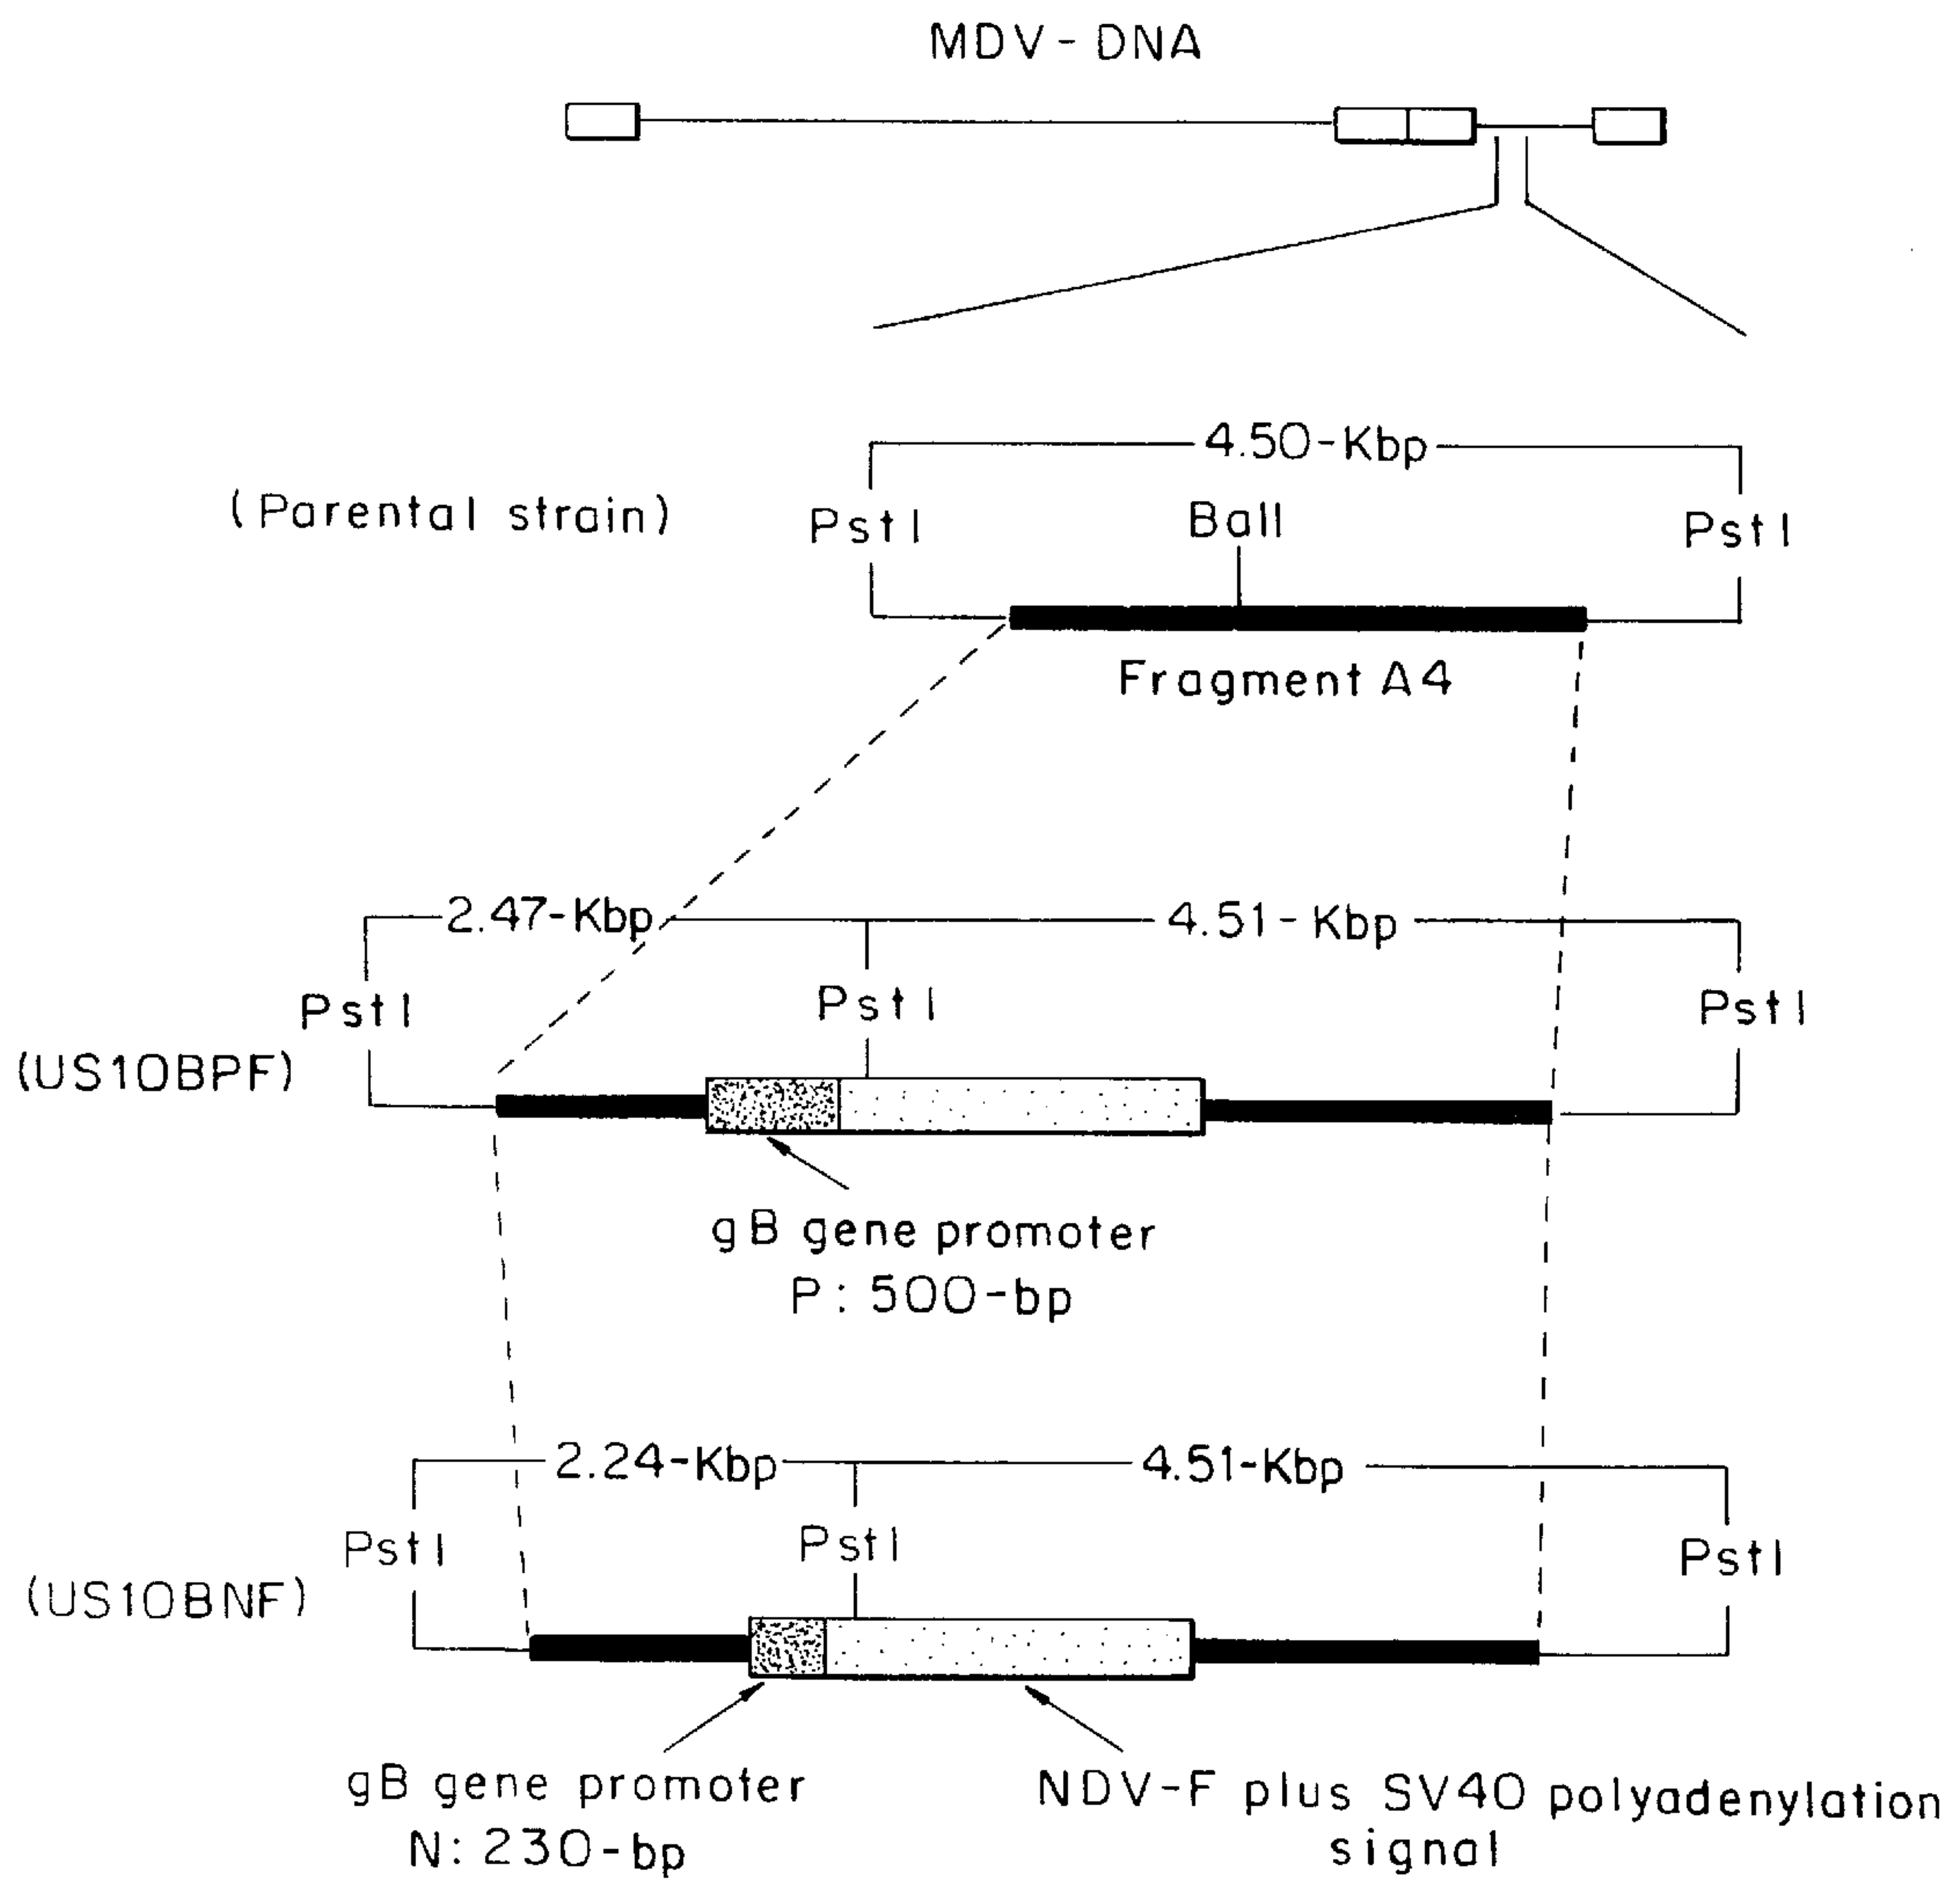 MDV-DNA
4.50-Kbp
(Parental strain)
PstI
BalI
PstI
Fragment A4
2.47-Kbp
4.51-Kbp
PstI
PstI
PstI
(US10BPF)
gB gene promoter
P: 500-bp
2.24-Kbp
4.51-Kbp
PstI
PstI
PstI
(US10BNF)
gB gene promoter
N: 230-bp
NDV-F plus SV40 polyadenylation
signal